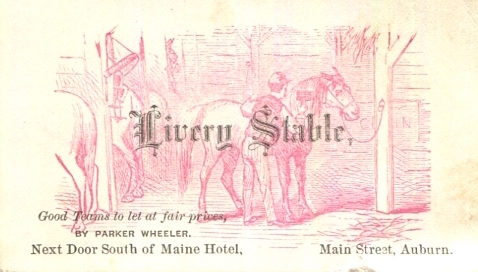 Livery Stable,
Good Teams to let at fair prices,
BY PARKER WHEELER.
Next Door South of Maine Hotel, Main Street, Auburn.